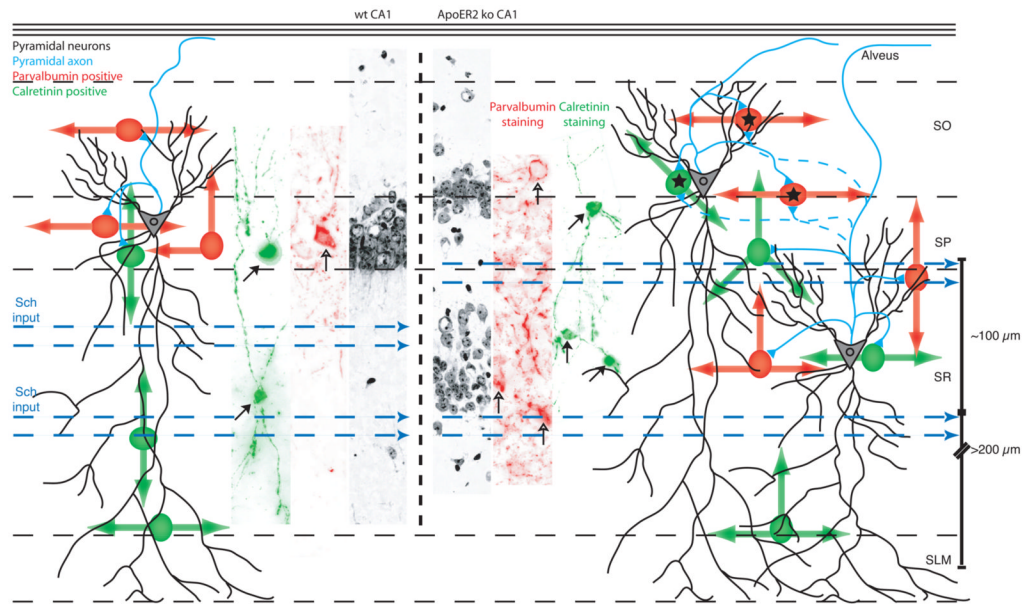 wt CA1
ApoER2 ko CA1
Pyramidal neurons
Pyramidal axon
Parvalbumin positive
Calretinin positive
Alveus
Parvalbumin
staining
Calretinin
staining
SO
SP
Sch
input
~100 µm
SR
Sch
input
>200 µm
SLM